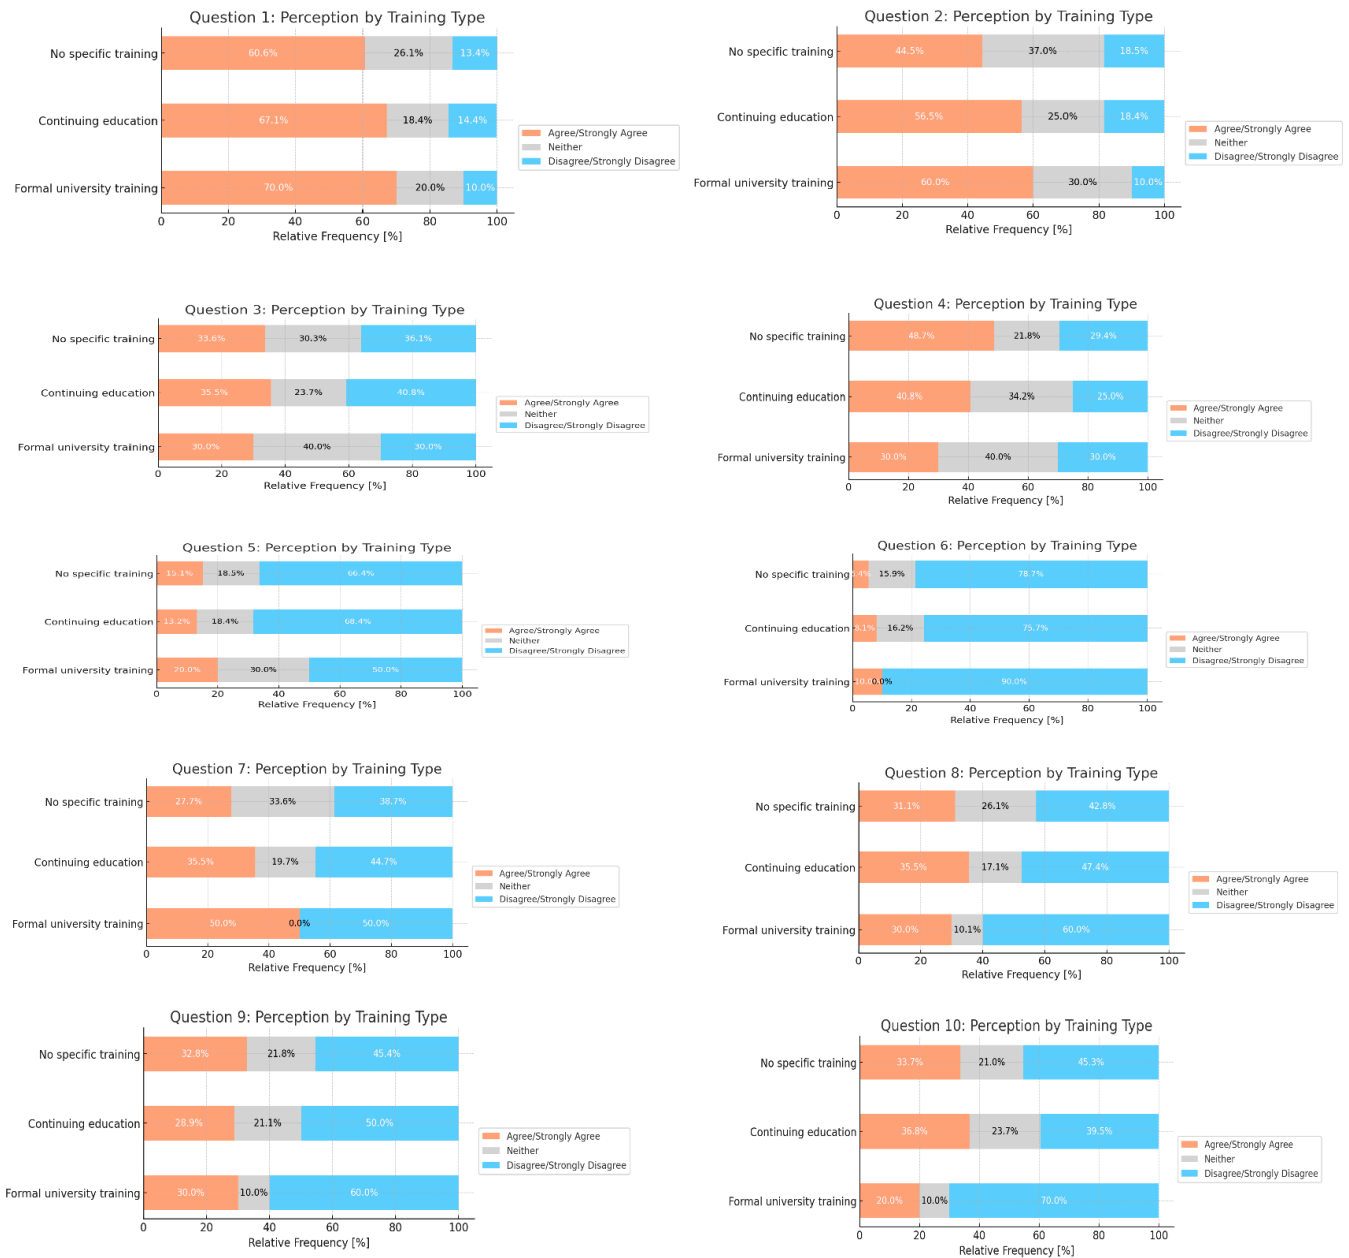 Question 1: Perception by Training Type
No specific training
60.6% 26.1% 13.4%
Continuing education
67.1% 18.4% 14.4%
Formal university training
70.0% 20.0% 10.0%
0 20 40 60 80 100
Relative Frequency [%]
Agree/Strongly Agree
Neither
Disagree/Strongly Disagree
Question 2: Perception by Training Type
No specific training
44.5% 37.0% 18.5%
Continuing education
56.5% 25.0% 18.4%
Formal university training
60.0% 30.0% 10.0%
0 20 40 60 80 100
Relative Frequency [%]
Agree/Strongly Agree
Neither
Disagree/Strongly Disagree
Question 3: Perception by Training Type
No specific training
33.6% 30.3% 36.1%
Continuing education
35.5% 23.7% 40.8%
Formal university training
30.0% 40.0% 30.0%
0 20 40 60 80 100
Relative Frequency [%]
Agree/Strongly Agree
Neither
Disagree/Strongly Disagree
Question 4: Perception by Training Type
No specific training
48.7% 21.8% 29.4%
Continuing education
40.8% 34.2% 25.0%
Formal university training
30.0% 40.0% 30.0%
0 20 40 60 80 100
Relative Frequency [%]
Agree/Strongly Agree
Neither
Disagree/Strongly Disagree
Question 5: Perception by Training Type
No specific training
15.1% 18.5% 66.4%
Continuing education
13.2% 18.4% 68.4%
Formal university training
20.0% 30.0% 50.0%
0 20 40 60 80 100
Relative Frequency [%]
Agree/Strongly Agree
Neither
Disagree/Strongly Disagree
Question 6: Perception by Training Type
No specific training
15.9% 78.7%
Continuing education
8.1% 16.2% 75.7%
Formal university training
10.0% 0.0% 90.0%
0 20 40 60 80 100
Relative Frequency [%]
Agree/Strongly Agree
Neither
Disagree/Strongly Disagree
Question 7: Perception by Training Type
No specific training
27.7% 33.6% 38.7%
Continuing education
35.5% 19.7% 44.7%
Formal university training
50.0% 0.0% 50.0%
0 20 40 60 80 100
Relative Frequency [%]
Agree/Strongly Agree
Neither
Disagree/Strongly Disagree
Question 8: Perception by Training Type
No specific training
31.1% 26.1% 42.8%
Continuing education
35.5% 17.1% 47.4%
Formal university training
30.0% 10.1% 60.0%
0 20 40 60 80 100
Relative Frequency [%]
Agree/Strongly Agree
Neither
Disagree/Strongly Disagree
Question 9: Perception by Training Type
No specific training
32.8% 21.8% 45.4%
Continuing education
28.9% 21.1% 50.0%
Formal university training
30.0% 10.0% 60.0%
0 20 40 60 80 100
Relative Frequency [%]
Agree/Strongly Agree
Neither
Disagree/Strongly Disagree
Question 10: Perception by Training Type
No specific training
33.7% 21.0% 45.3%
Continuing education
36.8% 23.7% 39.5%
Formal university training
20.0% 10.0% 70.0%
0 20 40 60 80 100
Relative Frequency [%]
Agree/Strongly Agree
Neither
Disagree/Strongly Disagree